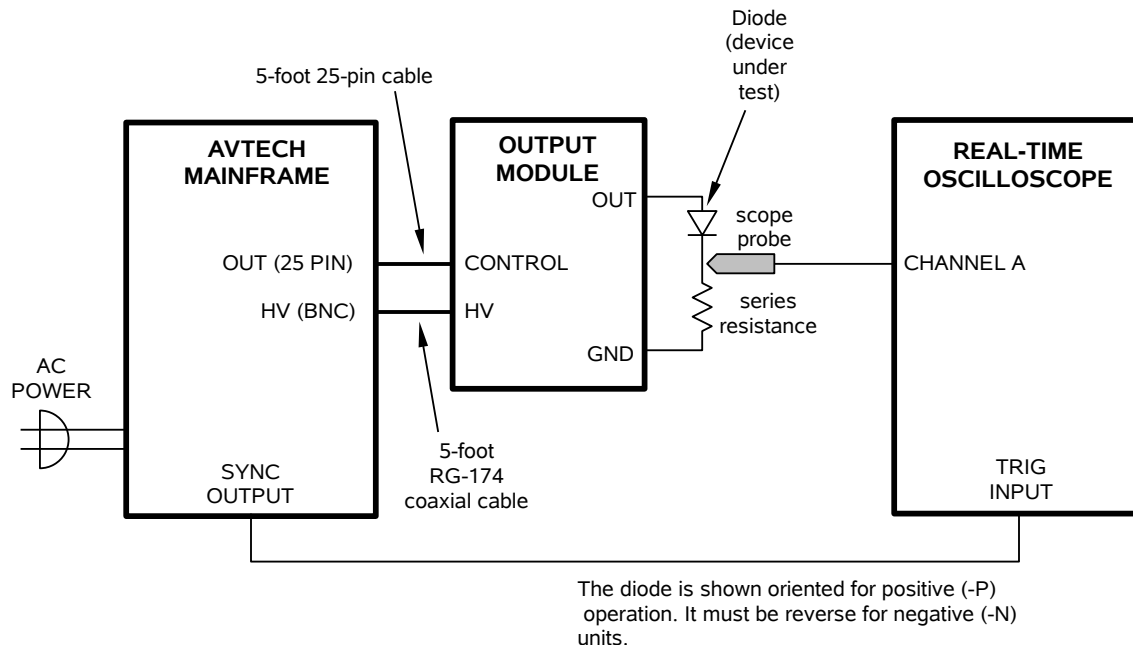 Diode
(device
under
test)
5-foot 25-pin cable
AVTECH
MAINFRAME
OUTPUT
MODULE
REAL-TIME
OSCILLOSCOPE
OUT
scope
probe
OUT (25 PIN)
CONTROL
CHANNEL A
HV (BNC)
HV
series
resistance
GND
AC
POWER
5-foot
RG-174
coaxial cable
SYNC
OUTPUT
TRIG
INPUT
The diode is shown oriented for positive (-P)
operation. It must be reverse for negative (-N)
units.